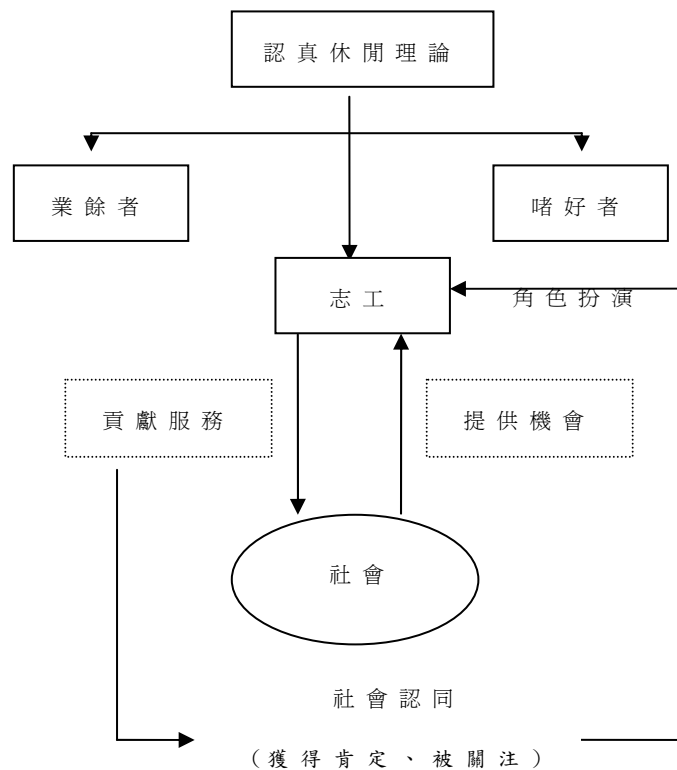 認真休閒理論
業餘者
嗜好者
志工
角色扮演
貢獻服務
提供機會
社會
社會認同
（獲得肯定、被關注）